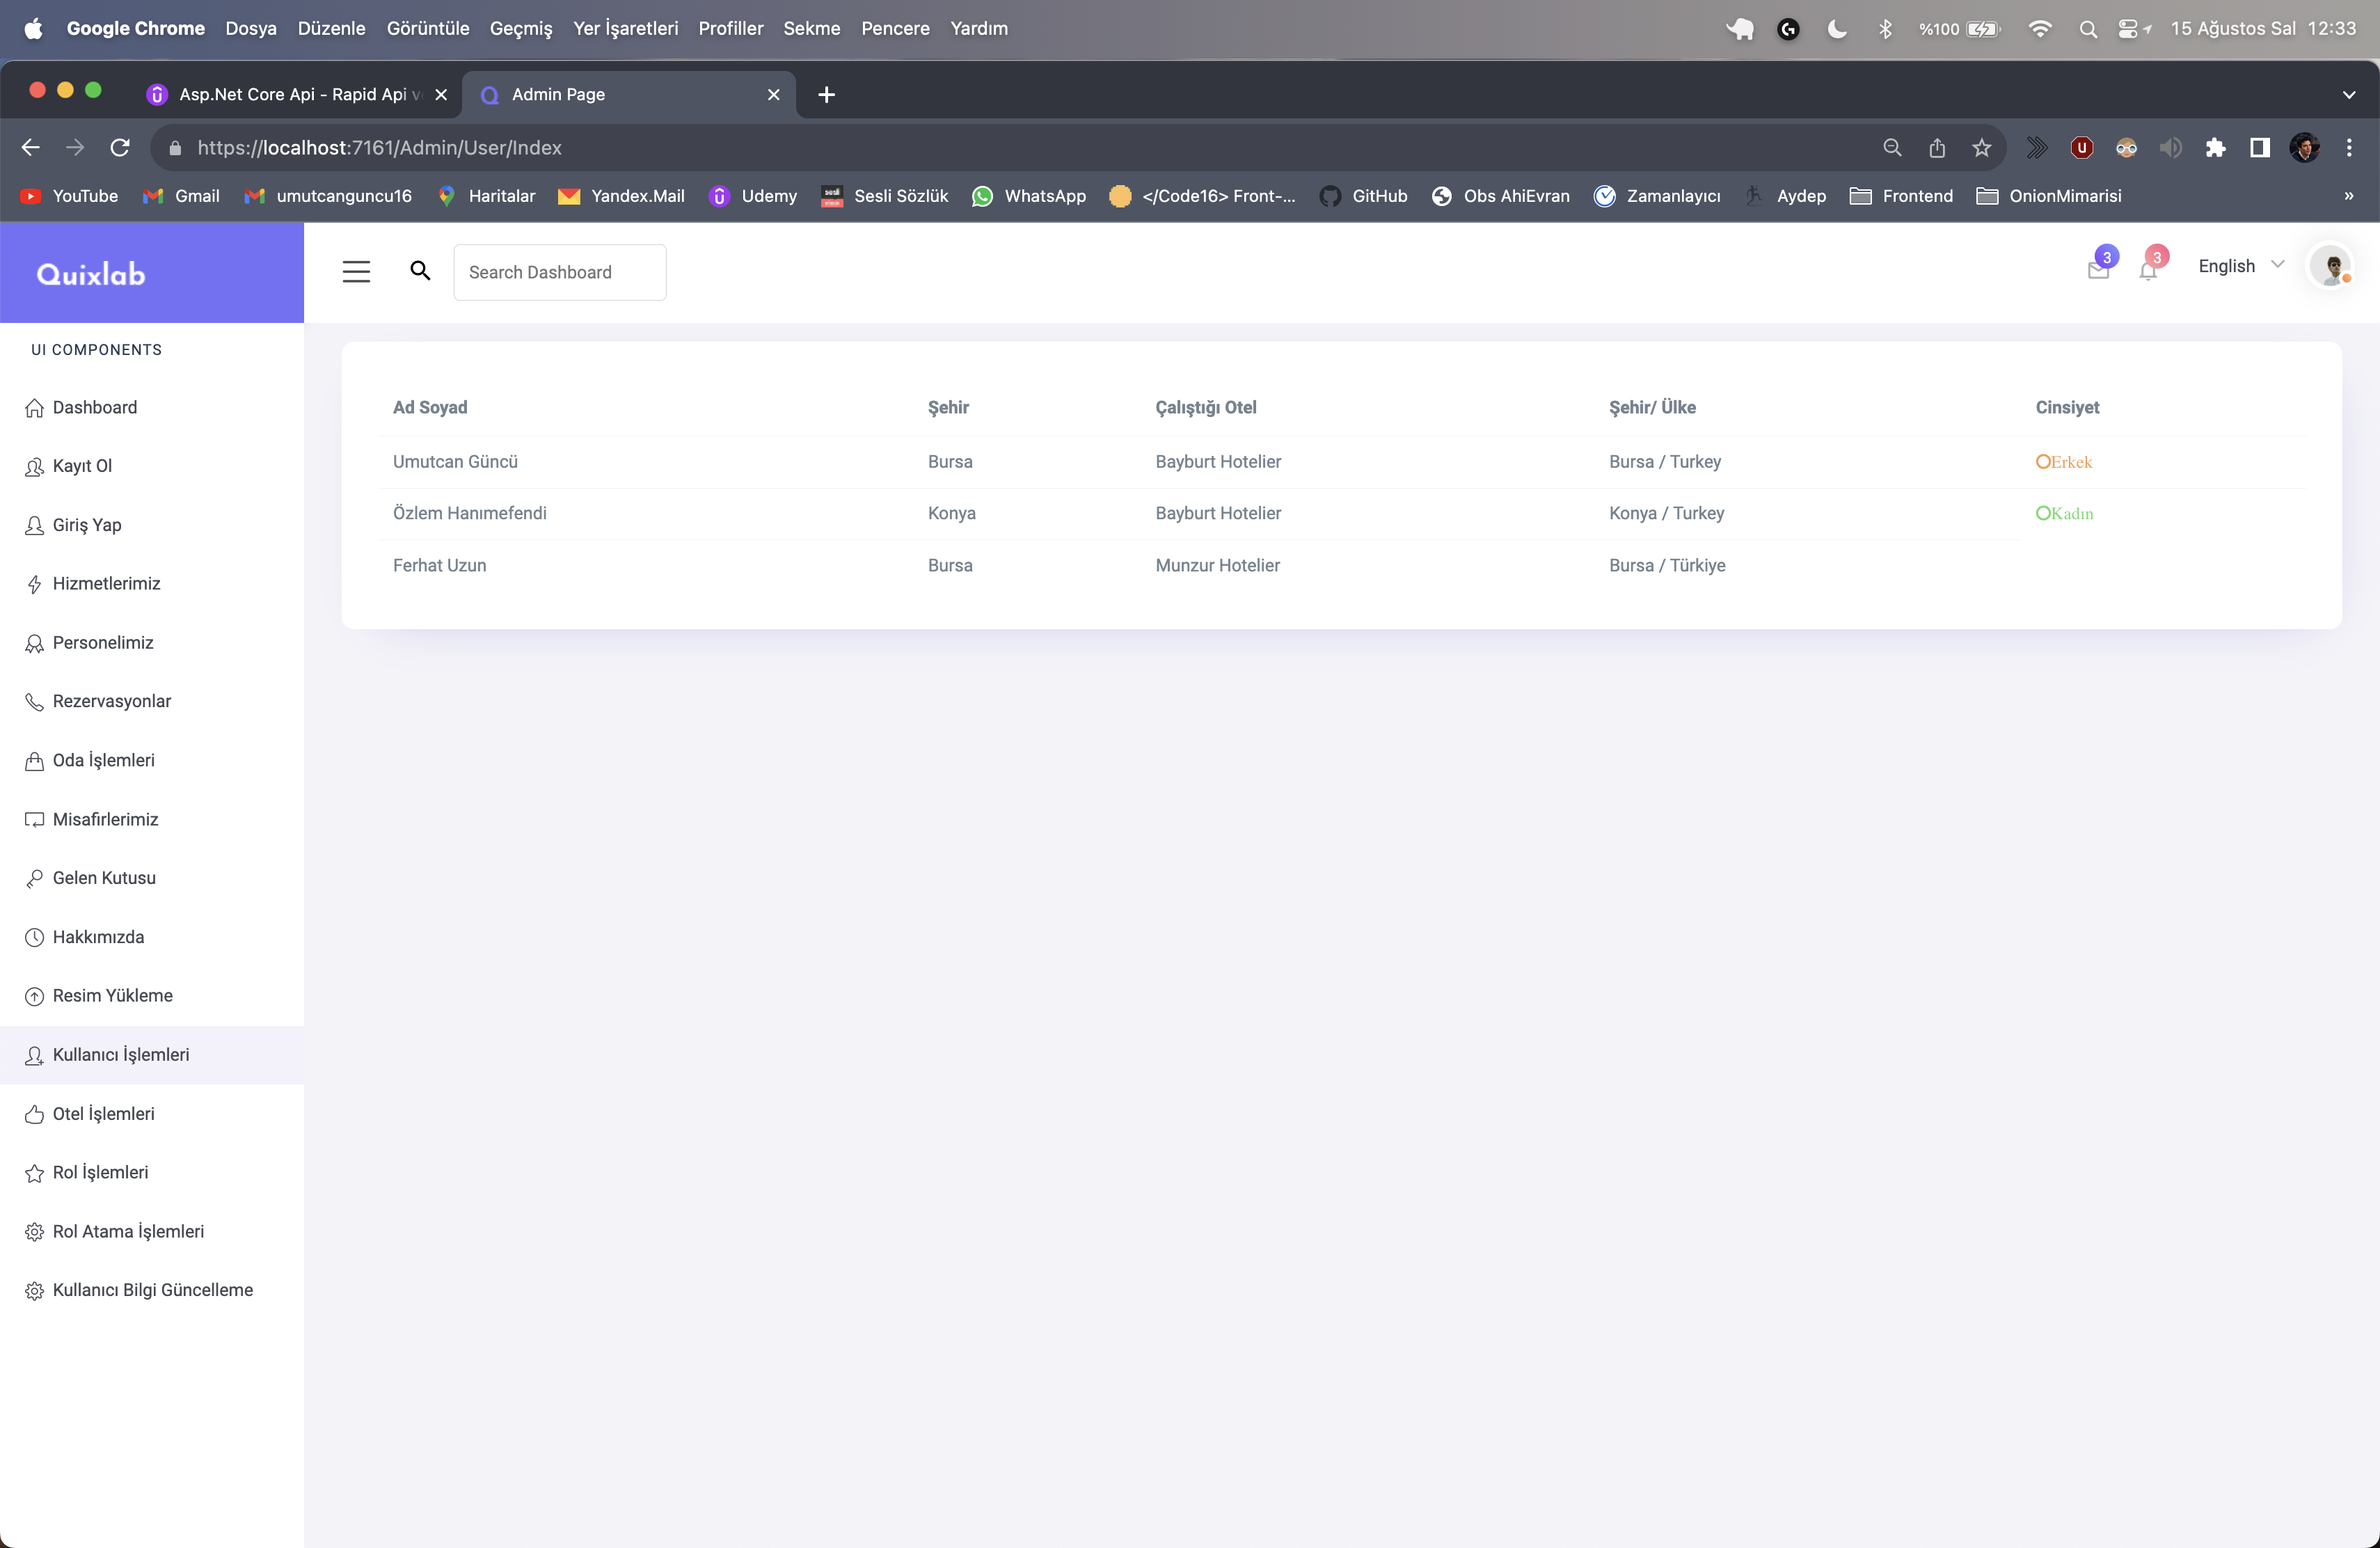 Google Chrome Dosya Düzenle Görüntüle Geçmiş Yer İşaretleri Profiller Sekme Pencere Yardım %100 15 Ağustos Sal 12:33
Asp.Net Core Api - Rapid Api v Admin Page
https://localhost:7161/Admin/User/Index
YouTube Gmail umutcanguncu16 Haritalar Yandex.Mail Udemy Sesli Sözlük WhatsApp </Code16> Front-... GitHub Obs AhiEvran Zamanlayıcı Aydep Frontend OnionMimarisi »
Quixlab Search Dashboard 3 3 English
UI COMPONENTS
Dashboard
Kayıt Ol
Giriş Yap
Hizmetlerimiz
Personelimiz
Rezervasyonlar
Oda İşlemleri
Misafirlerimiz
Gelen Kutusu
Hakkımızda
Resim Yükleme
Kullanıcı İşlemleri
Otel İşlemleri
Rol İşlemleri
Rol Atama İşlemleri
Kullanıcı Bilgi Güncelleme
Ad Soyad Şehir Çalıştığı Otel Şehir/ Ülke Cinsiyet
Umutcan Güncü Bursa Bayburt Hotelier Bursa / Turkey Erkek
Özlem Hanımefendi Konya Bayburt Hotelier Konya / Turkey Kadın
Ferhat Uzun Bursa Munzur Hotelier Bursa / Türkiye